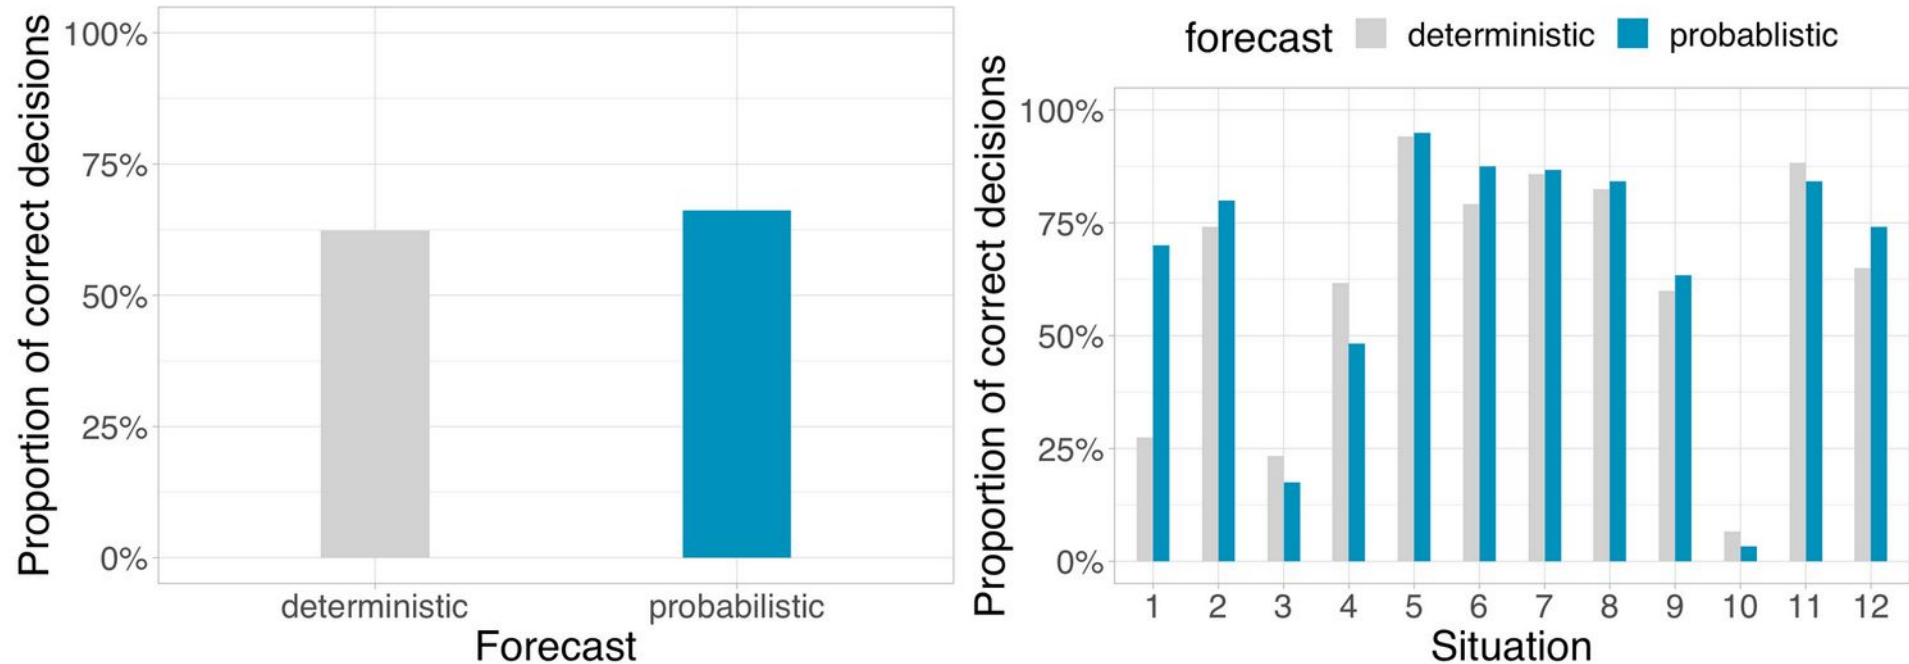 Proportion of correct decisions
100%
75%
50%
25%
0%
deterministic probabilistic
Forecast
forecast deterministic probablistic
Proportion of correct decisions
100%
75%
50%
25%
0%
1 2 3 4 5 6 7 8 9 10 11 12
Situation